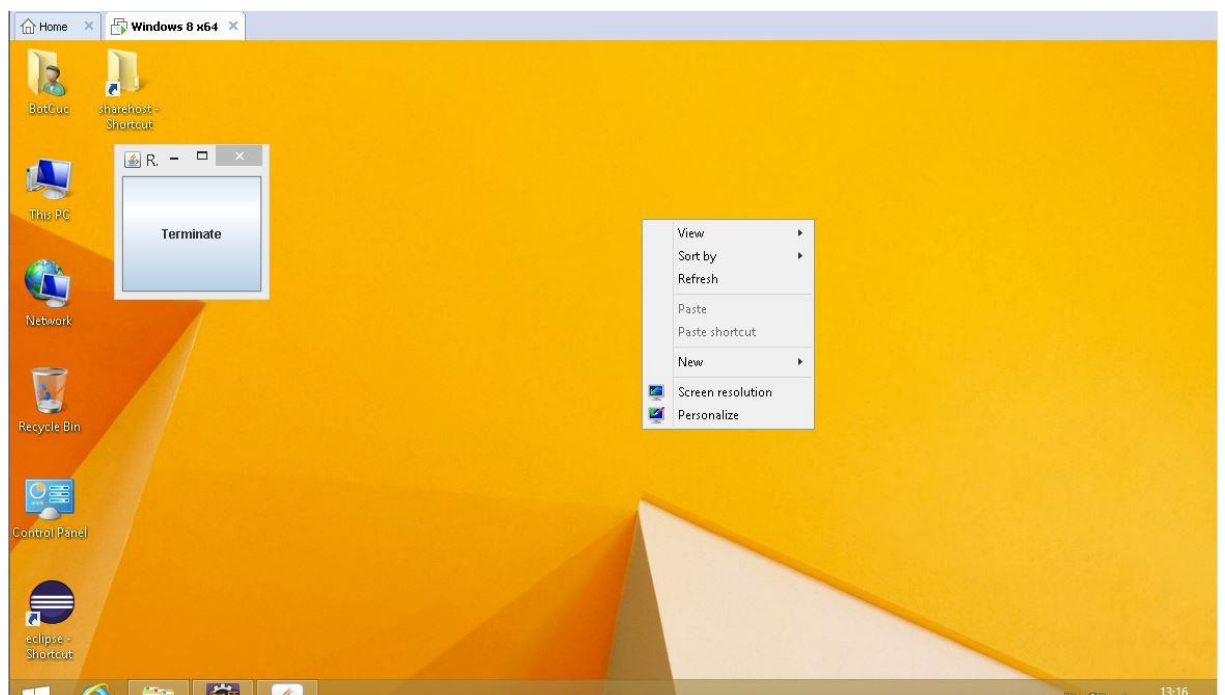 Home
Windows 8 x64
BotCuc
sharehost -
Shortcut
R.
Terminate
This PC
Network
Recycle Bin
Control Panel
eclipse -
Shortcut
View
Sort by
Refresh
Paste
Paste shortcut
New
Screen resolution
Personalize
13:16